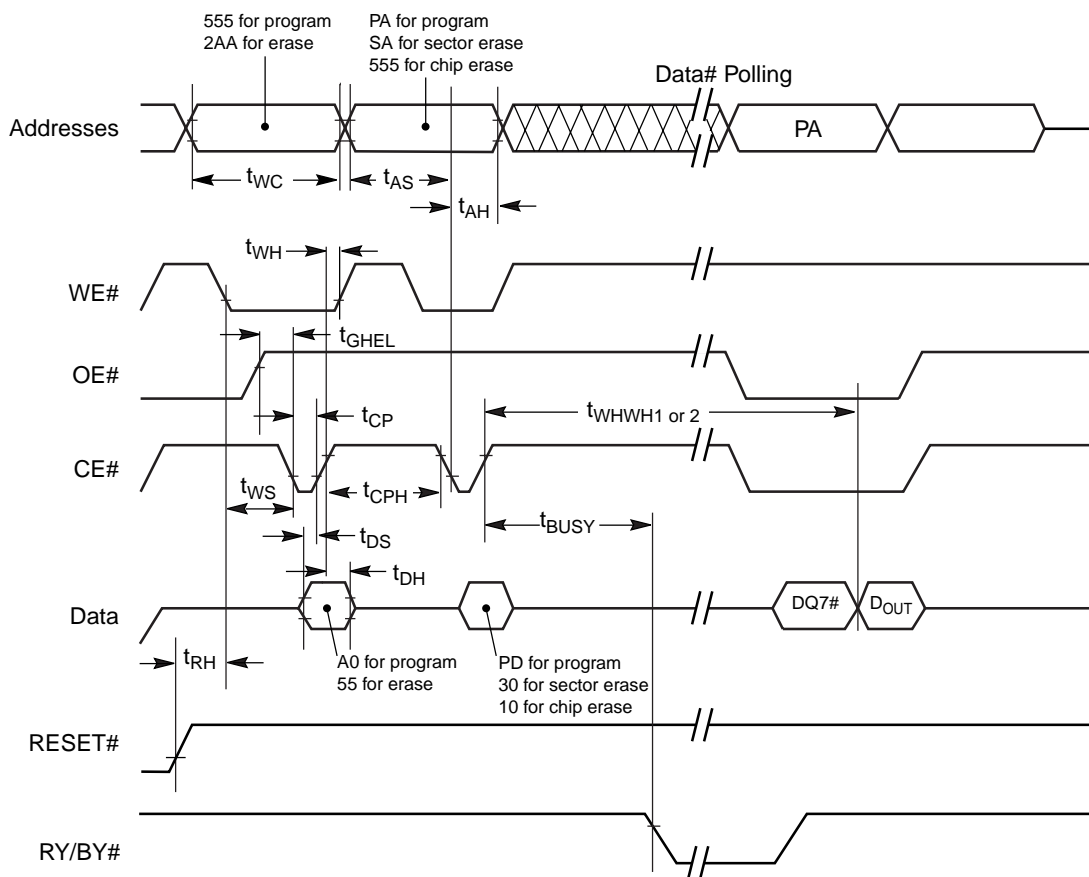 555 for program
2AA for erase
PA for program
SA for sector erase
555 for chip erase
Data# Polling
Addresses
PA
tWC
tAS
tAH
tWH
WE#
tGHEL
OE#
tWHWH1 or 2
tCP
CE#
tWS
tCPH
tBUSY
tDS
tDH
Data
DQ7#
DOUT
tRH
A0 for program
55 for erase
PD for program
30 for sector erase
10 for chip erase
RESET#
RY/BY#